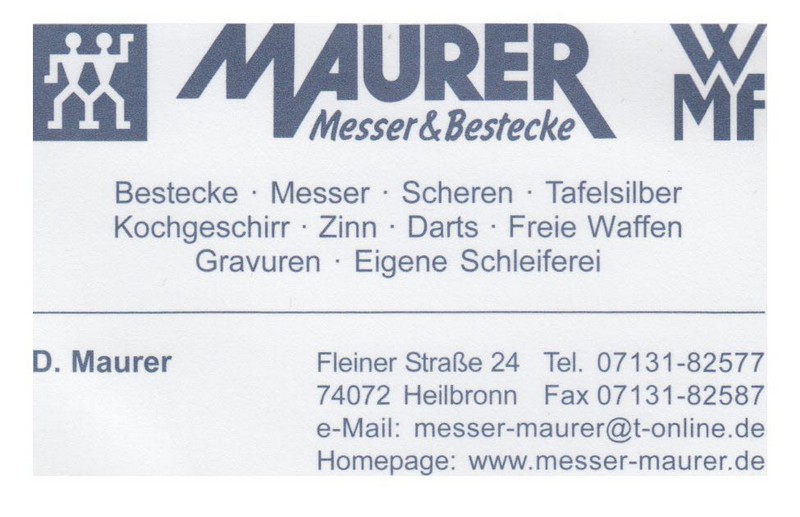 MAURER
Messer & Bestecke
WMF
Bestecke · Messer · Scheren · Tafelsilber
Kochgeschirr · Zinn · Darts · Freie Waffen
Gravuren · Eigene Schleiferei
D. Maurer
Fleiner Straße 24 Tel. 07131-82577
74072 Heilbronn Fax 07131-82587
e-Mail: messer-maurer@t-online.de
Homepage: www.messer-maurer.de